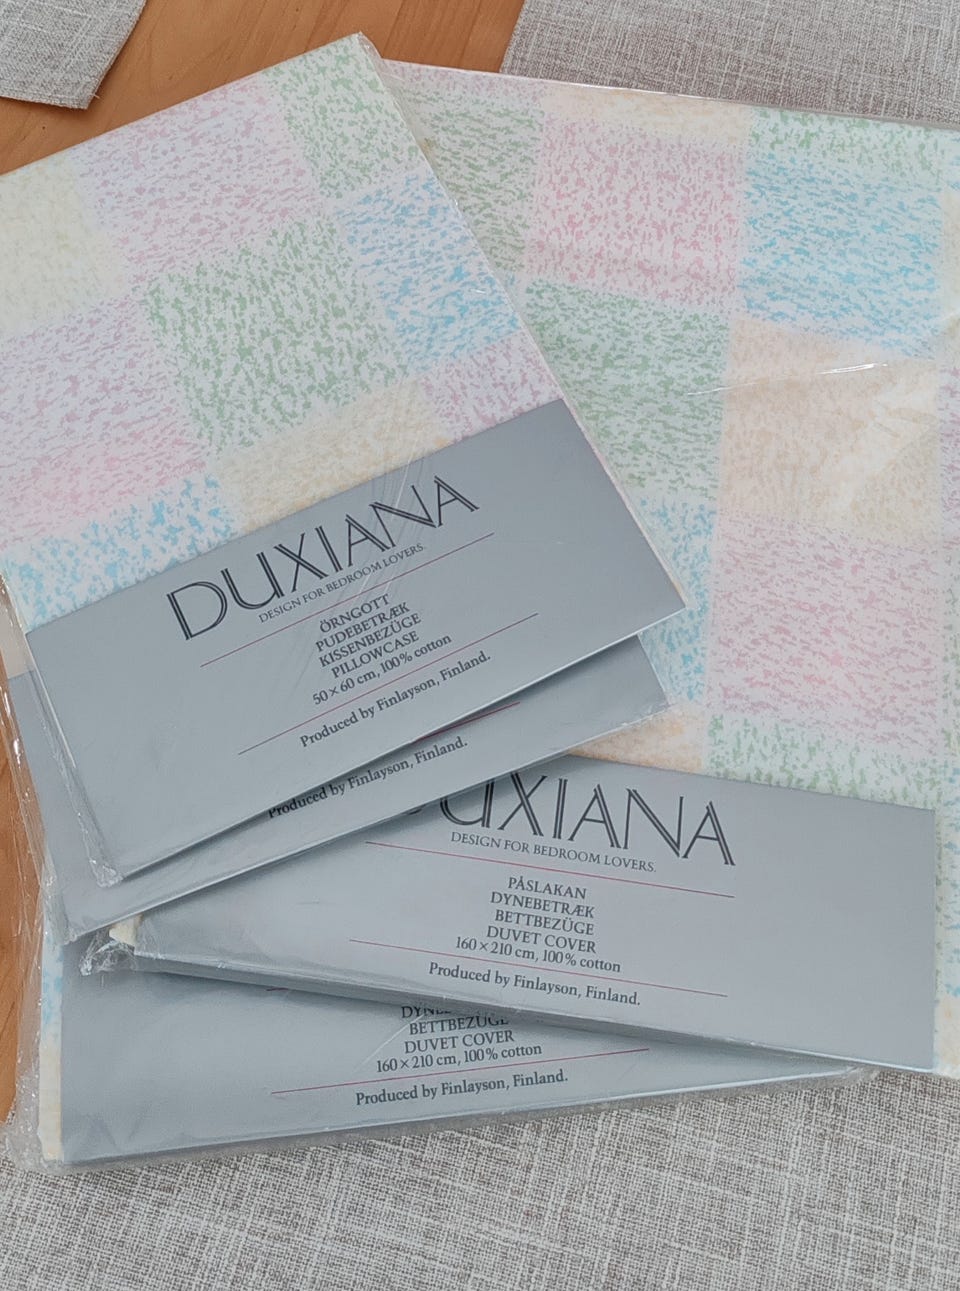 DUXIANA
DESIGN FOR BEDROOM LOVERS.
ÖRNGOTT
PUDEBETRÆK
KISSENBEZÜGE
PILLOWCASE
50 × 60 cm, 100% cotton
Produced by Finlayson, Finland.
Produced by Finlayson, Finland.
DUXIANA
DESIGN FOR BEDROOM LOVERS.
PÅSLAKAN
DYNEBETRÆK
BETTBEZÜGE
DUVET COVER
160 × 210 cm, 100% cotton
Produced by Finlayson, Finland.
BETTBEZÜGE
DUVET COVER
160 × 210 cm, 100% cotton
Produced by Finlayson, Finland.